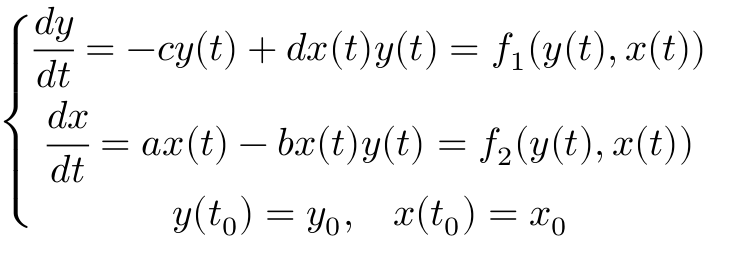 dy/dt = −cy(t) + dx(t)y(t) = f₁(y(t), x(t))
dx/dt = ax(t) − bx(t)y(t) = f₂(y(t), x(t))
y(t₀) = y₀, x(t₀) = x₀